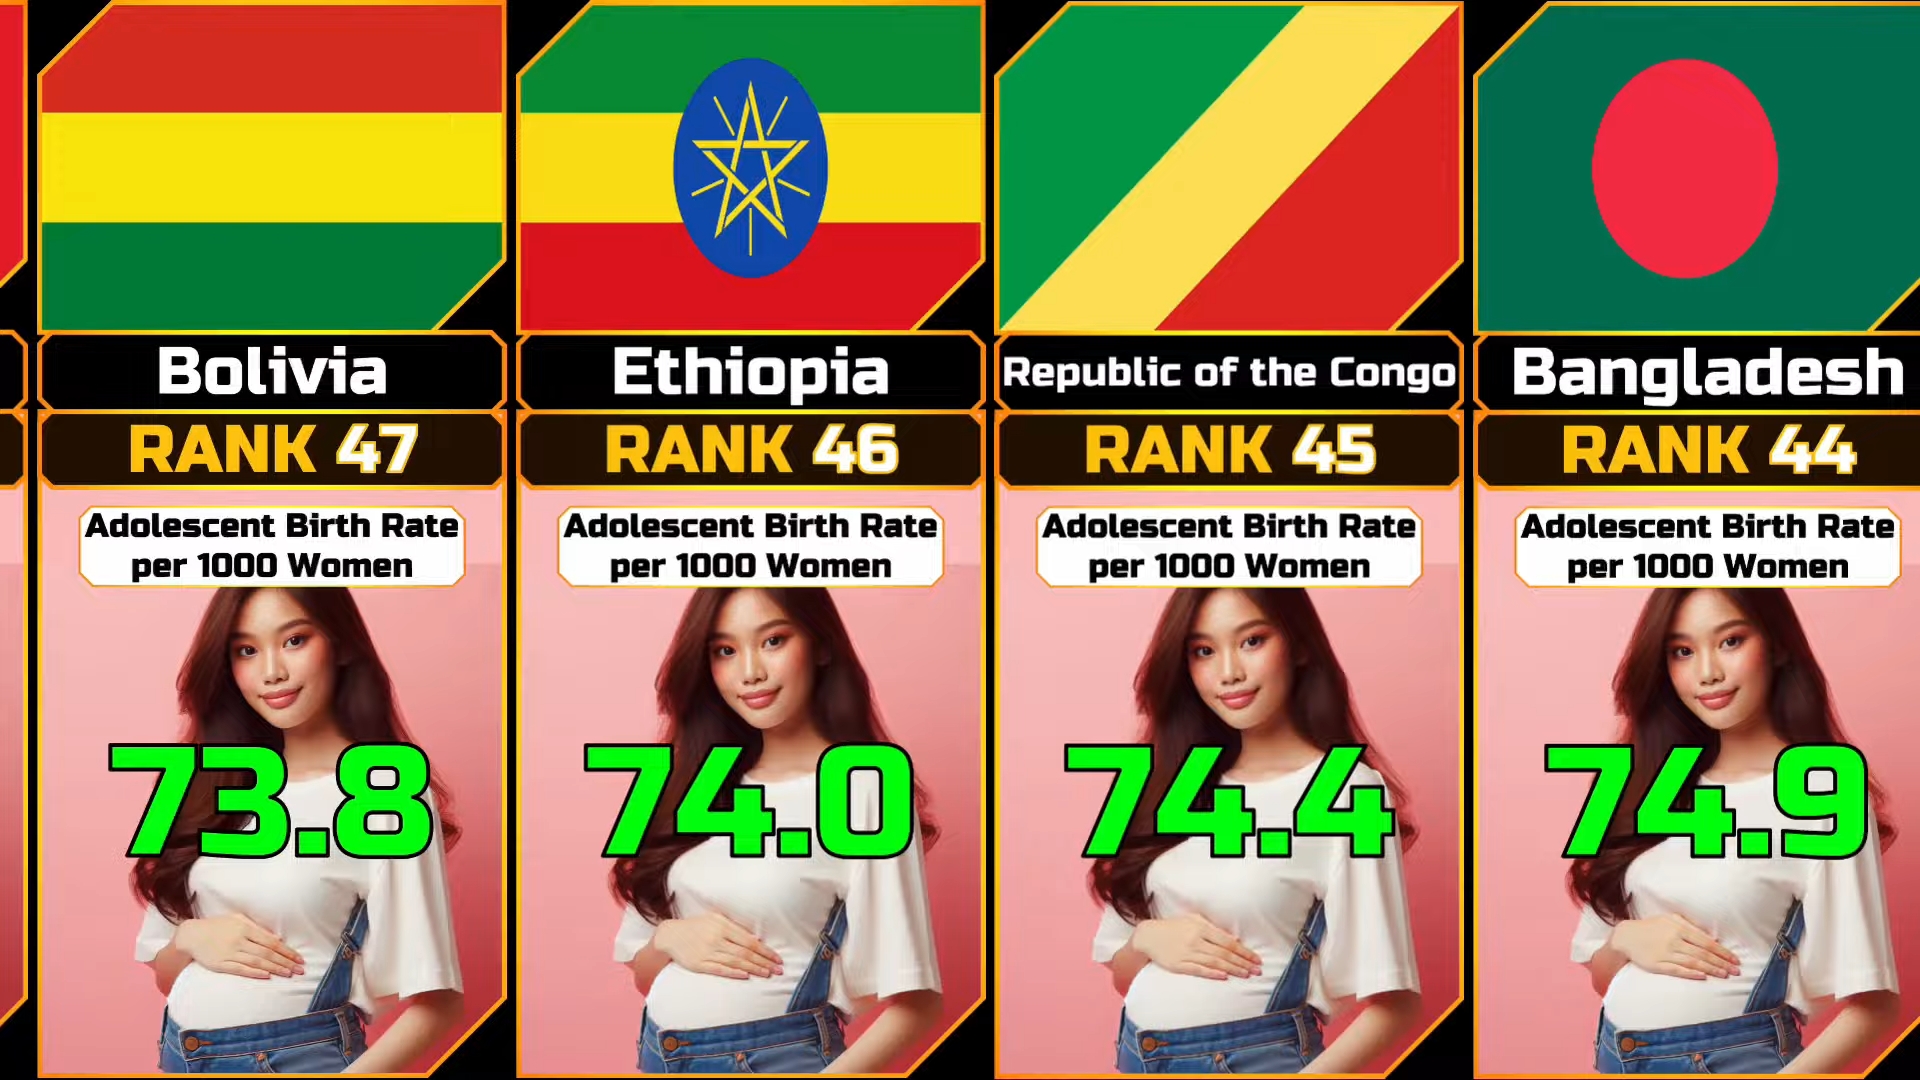 Bolivia
RANK 47
Adolescent Birth Rate
per 1000 Women
73.8
Ethiopia
RANK 46
Adolescent Birth Rate
per 1000 Women
74.0
Republic of the Congo
RANK 45
Adolescent Birth Rate
per 1000 Women
74.4
Bangladesh
RANK 44
Adolescent Birth Rate
per 1000 Women
74.9